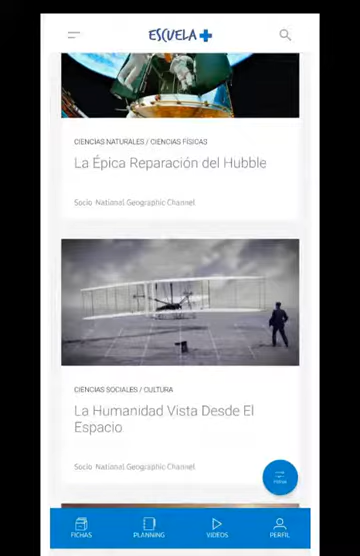 ESCUELA+
CIENCIAS NATURALES / CIENCIAS FÍSICAS
La Épica Reparación del Hubble
Socio National Geographic Channel
CIENCIAS SOCIALES / CULTURA
La Humanidad Vista Desde El
Espacio
Socio National Geographic Channel
FICHAS
PLANNING
VIDEOS
PERFIL